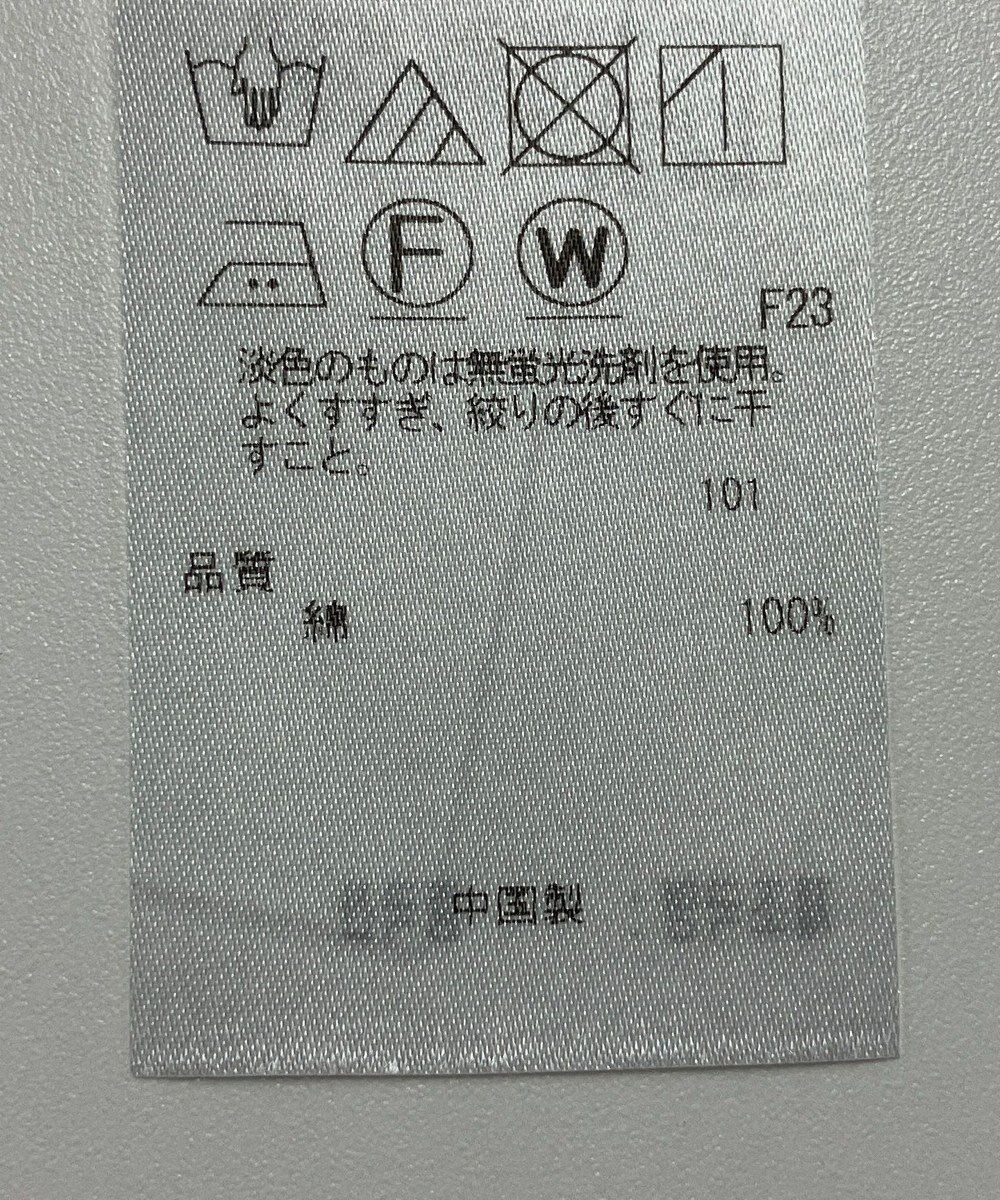 F
W
F23
淡色のものは無蛍光洗剤を使用。
よくすすぎ、絞りの後すぐに干
すこと。
101
品質
綿 100%
中国製